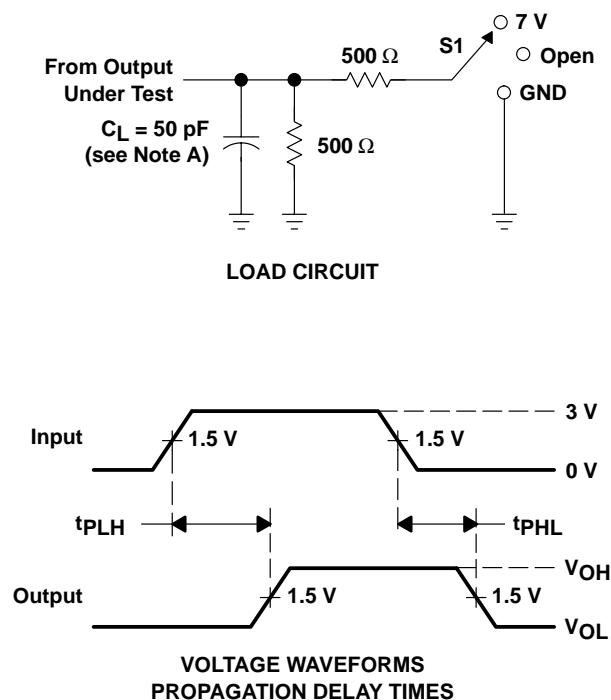 7 V
S1
Open
500 Ω
From Output
Under Test
GND
CL = 50 pF
(see Note A)
500 Ω
LOAD CIRCUIT
3 V
Input
1.5 V
1.5 V
0 V
tPLH
tPHL
VOH
Output
1.5 V
1.5 V
VOL
VOLTAGE WAVEFORMS
PROPAGATION DELAY TIMES